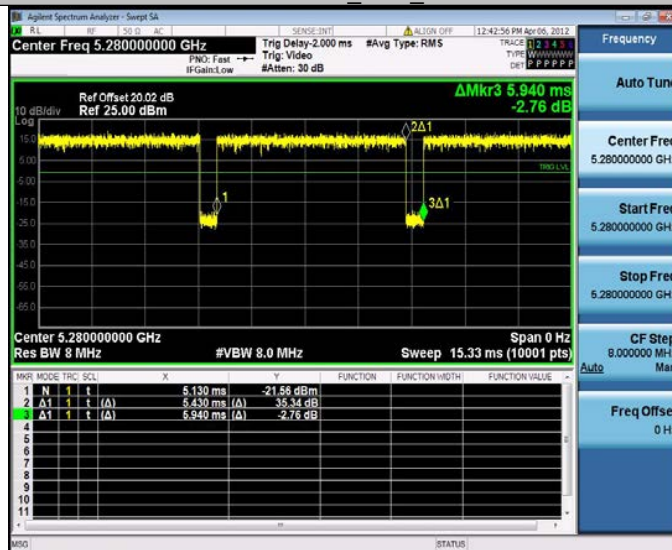 Agilent Spectrum Analyzer - Swept SA
RL RF 50 Ω AC SENSE:INT ALIGN OFF 12:42:56 PM Apr 06, 2012
Center Freq 5.280000000 GHz
PNO: Fast
IFGain:Low
Trig Delay-2.000 ms
Trig: Video
#Atten: 30 dB
#Avg Type: RMS
TRACE 1 2 3 4 5 6
TYPE WWWWWW
DET P P P P P P
Ref Offset 20.02 dB
10 dB/div Ref 25.00 dBm
Log
ΔMkr3 5.940 ms
-2.76 dB
15.0
5.00
-5.00
-15.0
-25.0
-35.0
-45.0
-55.0
-65.0
2Δ1
TRIG LVL
1
3Δ1
Center 5.280000000 GHz Span 0 Hz
Res BW 8 MHz #VBW 8.0 MHz Sweep 15.33 ms (10001 pts)
MKR MODE TRC SCL X Y FUNCTION FUNCTION WIDTH FUNCTION VALUE
1 N 1 t 5.130 ms -21.56 dBm
2 Δ1 1 t (Δ) 5.430 ms (Δ) 35.34 dB
3 Δ1 1 t (Δ) 5.940 ms (Δ) -2.76 dB
4
5
6
7
8
9
10
11
MSG STATUS
Frequency
Auto Tune
Center Freq
5.280000000 GH
Start Freq
5.280000000 GH
Stop Freq
5.280000000 GH
CF Step
8.000000 MH
Auto Man
Freq Offse
0 H